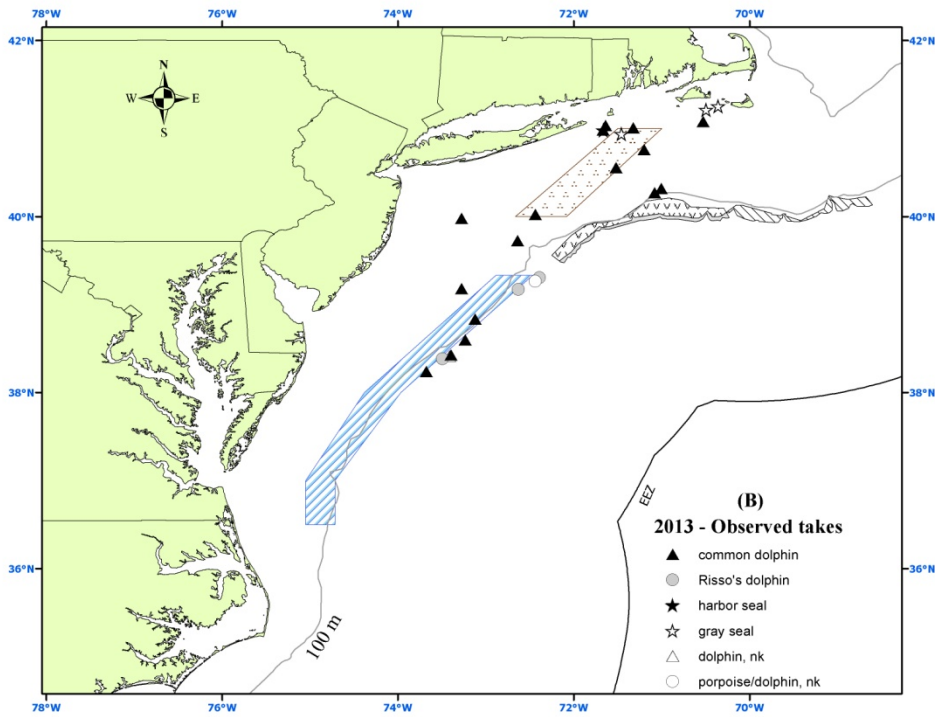 78°W 76°W 74°W 72°W 70°W
42°N 42°N
N
W E
S
40°N 40°N
38°N 38°N
EEZ
(B)
2013 - Observed takes
common dolphin
36°N 36°N
Risso's dolphin
harbor seal
100 m
gray seal
dolphin, nk
porpoise/dolphin, nk
78°W 76°W 74°W 72°W 70°W